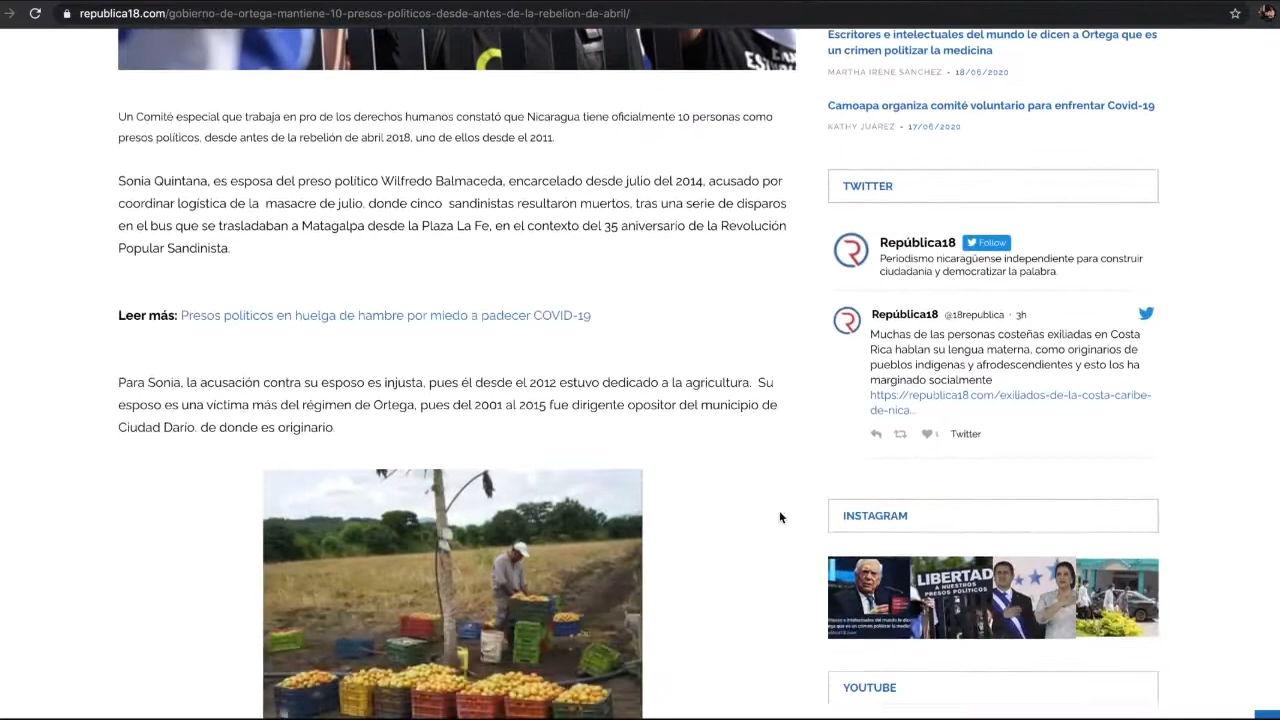 republica18.com/gobierno-de-ortega-mantiene-10-presos-politicos-desde-antes-de-la-rebelion-de-abril/
Un Comité especial que trabaja en pro de los derechos humanos constató que Nicaragua tiene oficialmente 10 personas como
presos políticos, desde antes de la rebelión de abril 2018, uno de ellos desde el 2011.
Sonia Quintana, es esposa del preso político Wilfredo Balmaceda, encarcelado desde julio del 2014, acusado por
coordinar logística de la masacre de julio, donde cinco sandinistas resultaron muertos, tras una serie de disparos
en el bus que se trasladaban a Matagalpa desde la Plaza La Fe, en el contexto del 35 aniversario de la Revolución
Popular Sandinista.
Leer más: Presos políticos en huelga de hambre por miedo a padecer COVID-19
Para Sonia, la acusación contra su esposo es injusta, pues él desde el 2012 estuvo dedicado a la agricultura. Su
esposo es una víctima más del régimen de Ortega, pues del 2001 al 2015 fue dirigente opositor del municipio de
Ciudad Darío, de donde es originario.
Escritores e intelectuales del mundo le dicen a Ortega que es
un crimen politizar la medicina
MARTHA IRENE SANCHEZ - 18/06/2020
Camoapa organiza comité voluntario para enfrentar Covid-19
KATHY JUÁREZ - 17/06/2020
TWITTER
República18 Follow
Periodismo nicaragüense independiente para construir
ciudadanía y democratizar la palabra.
República18 @18republica · 3h
Muchas de las personas costeñas exiliadas en Costa
Rica hablan su lengua materna, como originarios de
pueblos indígenas y afrodescendientes y esto los ha
marginado socialmente
https://republica18.com/exiliados-de-la-costa-caribe-
de-nica...
1 Twitter
INSTAGRAM
LIBERTAD
A NUESTROS
PRESOS POLÍTICOS
YOUTUBE